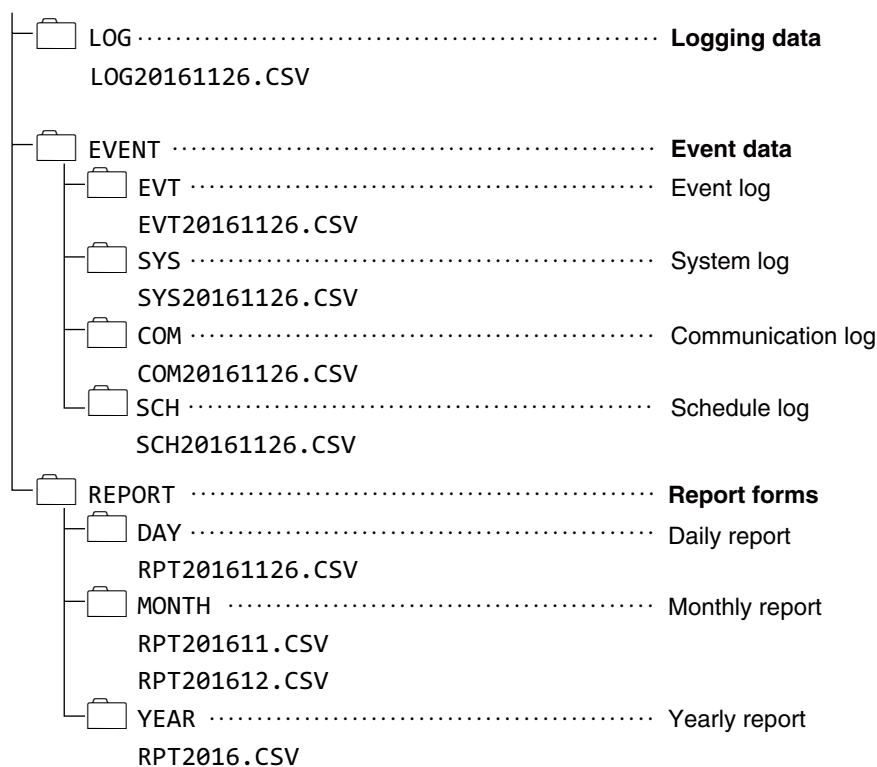 LOG Logging data
LOG20161126.CSV
EVENT Event data
EVT Event log
EVT20161126.CSV
SYS System log
SYS20161126.CSV
COM Communication log
COM20161126.CSV
SCH Schedule log
SCH20161126.CSV
REPORT Report forms
DAY Daily report
RPT20161126.CSV
MONTH Monthly report
RPT201611.CSV
RPT201612.CSV
YEAR Yearly report
RPT2016.CSV